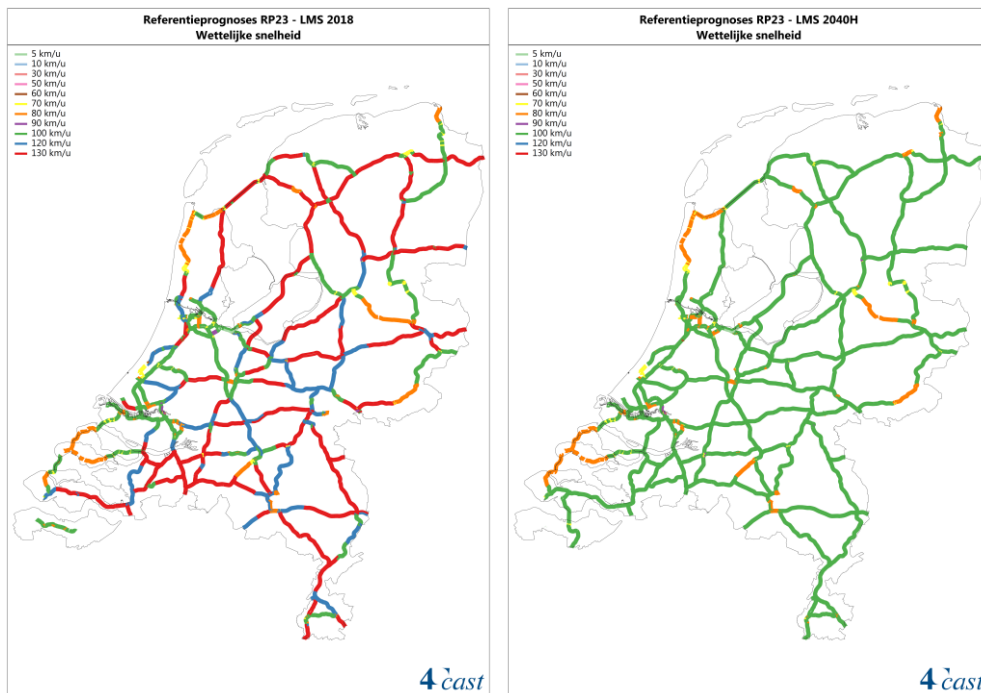 Referentieprognoses RP23 - LMS 2018
Wettelijke snelheid
5 km/u
10 km/u
30 km/u
50 km/u
60 km/u
70 km/u
80 km/u
90 km/u
100 km/u
120 km/u
130 km/u
4cast
Referentieprognoses RP23 - LMS 2040H
Wettelijke snelheid
5 km/u
10 km/u
30 km/u
50 km/u
60 km/u
70 km/u
80 km/u
90 km/u
100 km/u
120 km/u
130 km/u
4cast